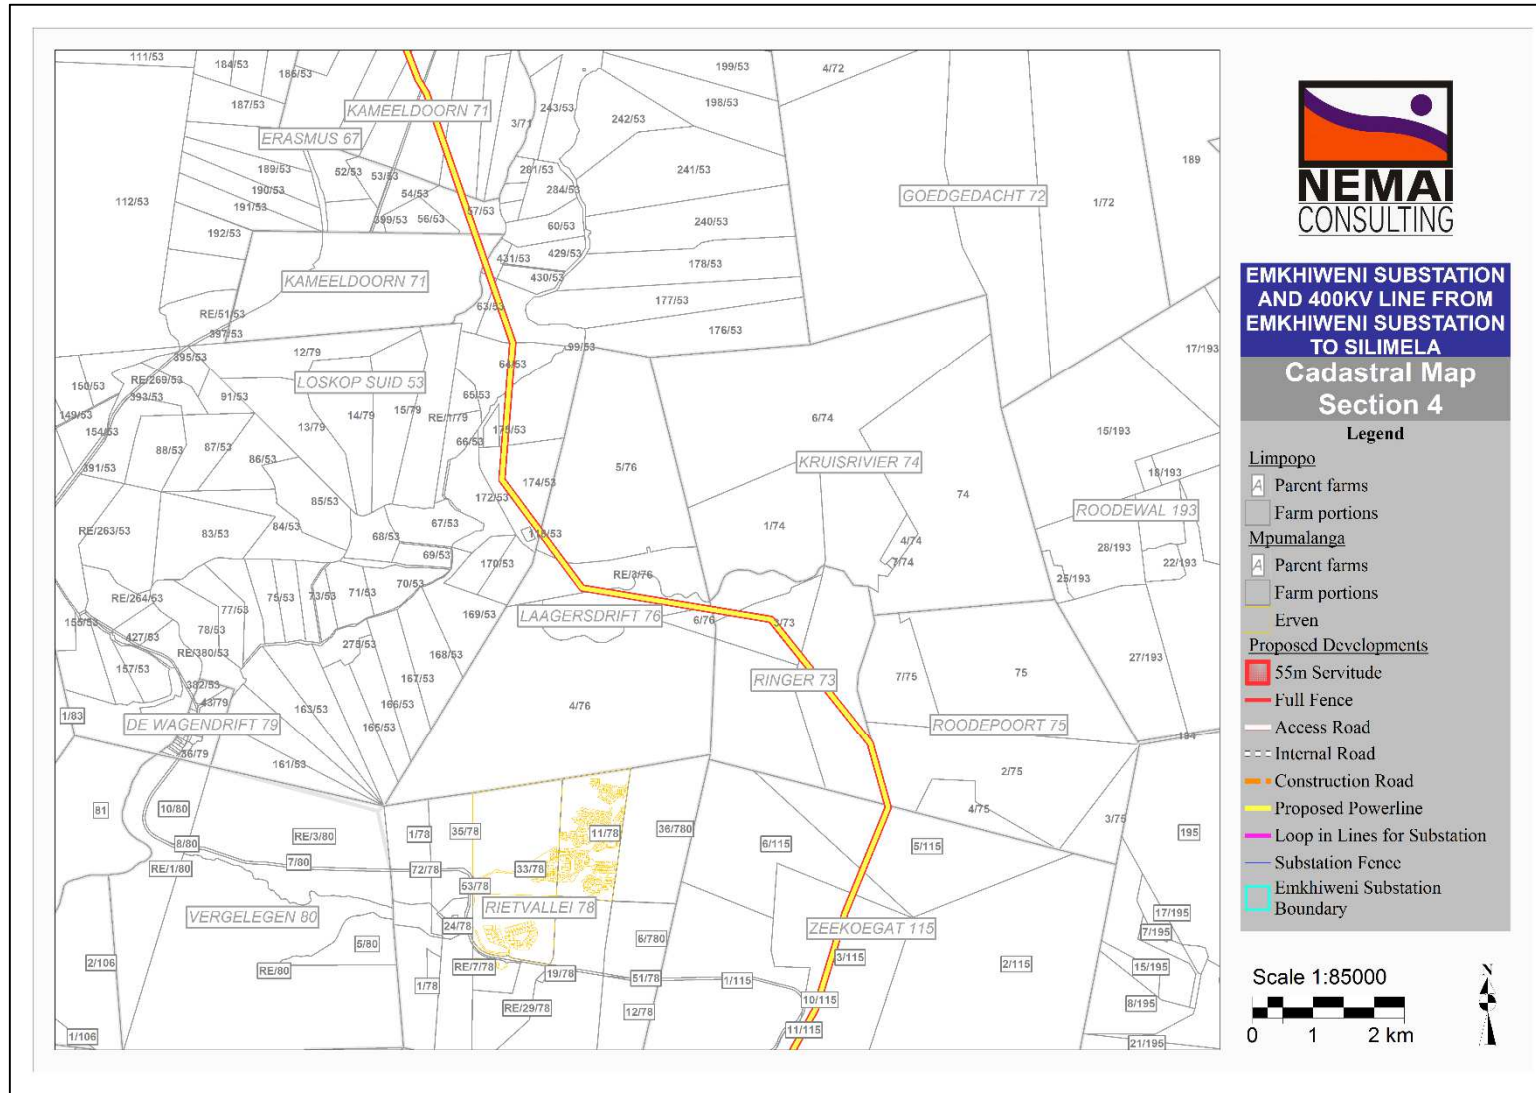 111/53
184/53
186/53
199/53
4/72
187/53
KAMEELDOORN 71
243/53
198/53
3/71
242/53
ERASMUS 67
189
189/53
52/53
53/53
281/53
241/53
190/53
54/53
284/53
GOEDGEDACHT 72
112/53
191/53
399/53
56/53
57/53
1/72
192/53
60/53
240/53
431/53
429/53
178/53
KAMEELDOORN 71
430/53
RE/51/53
63/53
177/53
397/53
176/53
395/53
12/79
99/53
17/193
64/53
150/53
RE/269/53
LOSKOP SUID 53
393/53
91/53
65/53
149/53
14/79
15/79
RE/1/79
6/74
154/53
13/79
175/53
15/193
88/53
87/53
66/53
391/53
86/53
5/76
KRUISRIVIER 74
18/193
174/53
85/53
172/53
74
ROODEWAL 193
RE/263/53
83/53
84/53
67/53
1/74
68/53
116/53
4/74
28/193
69/53
170/53
7/74
22/193
RE/3/76
25/193
RE/264/53
75/53
73/53
71/53
70/53
77/53
169/53
LAAGERSDRIFT 76
6/76
3/73
155/53
427/53
78/53
275/53
RE/380/53
168/53
27/193
157/53
167/53
RINGER 73
7/75
75
382/53
166/53
43/79
163/53
4/76
1/83
DE WAGENDRIFT 79
165/53
ROODEPOORT 75
194
36/79
161/53
2/75
81
10/80
4/75
3/75
RE/3/80
1/78
35/78
11/78
36/780
195
8/80
6/115
5/115
7/80
RE/1/80
72/78
33/78
53/78
VERGELEGEN 80
RIETVALLEI 78
17/195
24/78
ZEEKOEGAT 115
7/195
5/80
6/780
2/106
RE/80
RE/7/78
3/115
2/115
15/195
19/78
51/78
1/115
1/78
10/115
8/195
RE/29/78
12/78
1/106
11/115
21/195
NEMAI
CONSULTING
EMKHIWENI SUBSTATION
AND 400KV LINE FROM
EMKHIWENI SUBSTATION
TO SILIMELA
Cadastral Map
Section 4
Legend
Limpopo
A Parent farms
Farm portions
Mpumalanga
A Parent farms
Farm portions
Erven
Proposed Developments
55m Servitude
Full Fence
Access Road
Internal Road
Construction Road
Proposed Powerline
Loop in Lines for Substation
Substation Fence
Emkhiweni Substation
Boundary
Scale 1:85000
N
0 1 2 km